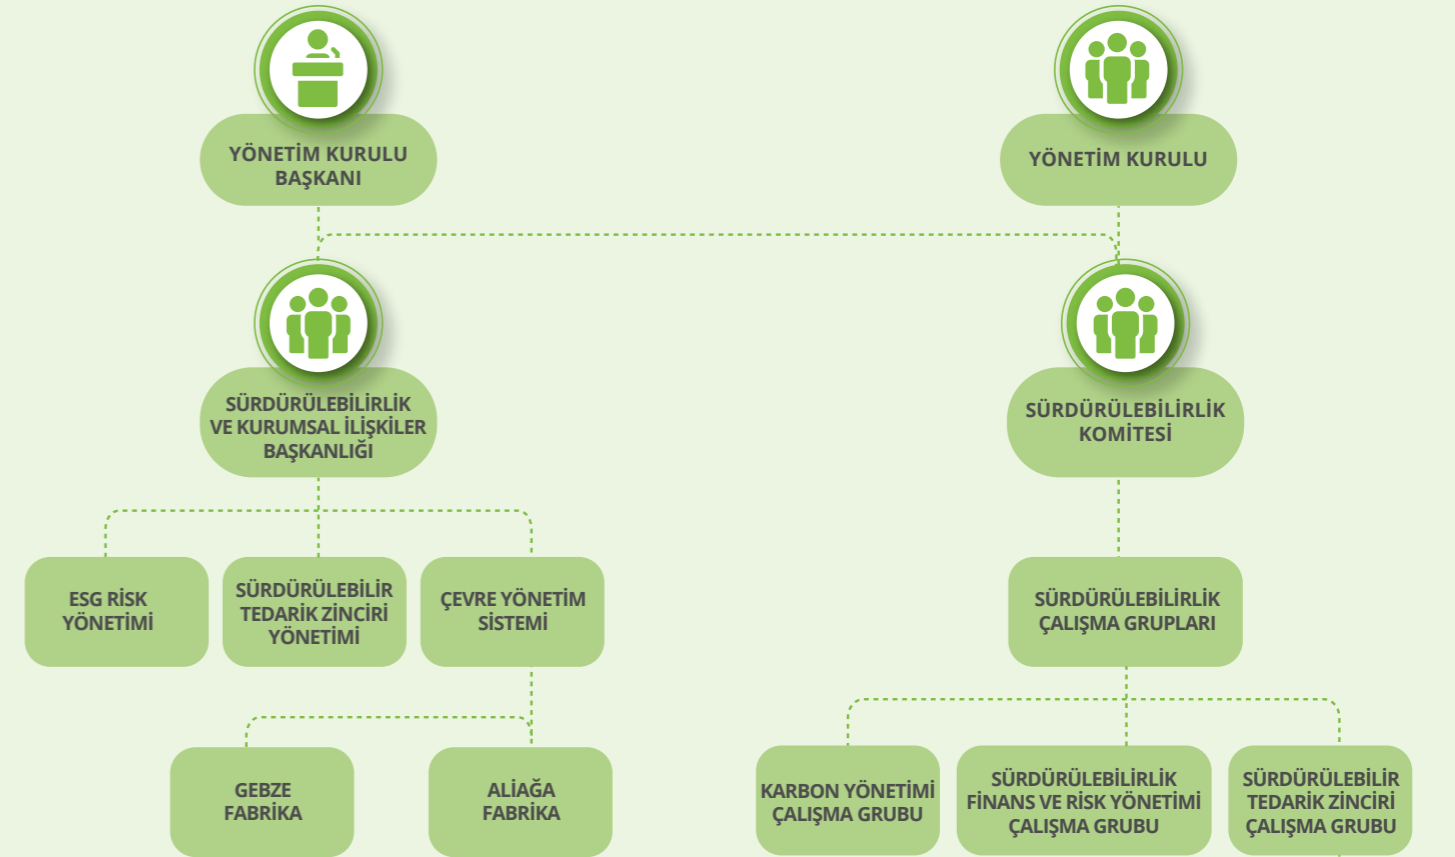 YÖNETİM KURULU
BAŞKANI
YÖNETİM KURULU
SÜRDÜRÜLEBİLİRLİK
VE KURUMSAL İLİŞKİLER
BAŞKANLIĞI
SÜRDÜRÜLEBİLİRLİK
KOMİTESİ
ESG RİSK
YÖNETİMİ
SÜRDÜRÜLEBİLİR
TEDARİK ZİNCİRİ
YÖNETİMİ
ÇEVRE YÖNETİM
SİSTEMİ
SÜRDÜRÜLEBİLİRLİK
ÇALIŞMA GRUPLARI
GEBZE
FABRİKA
ALİAĞA
FABRİKA
KARBON YÖNETİMİ
ÇALIŞMA GRUBU
SÜRDÜRÜLEBİLİRLİK
FİNANS VE RİSK YÖNETİMİ
ÇALIŞMA GRUBU
SÜRDÜRÜLEBİLİR
TEDARİK ZİNCİRİ
ÇALIŞMA GRUBU